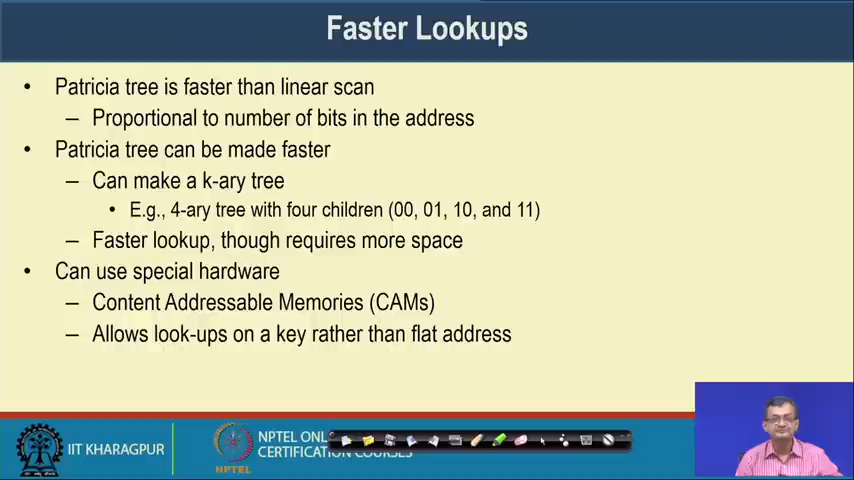 Faster Lookups
• Patricia tree is faster than linear scan
– Proportional to number of bits in the address
• Patricia tree can be made faster
– Can make a k-ary tree
• E.g., 4-ary tree with four children (00, 01, 10, and 11)
– Faster lookup, though requires more space
• Can use special hardware
– Content Addressable Memories (CAMs)
– Allows look-ups on a key rather than flat address
IIT KHARAGPUR
NPTEL
NPTEL ONL
CERTIFICATION COURSES